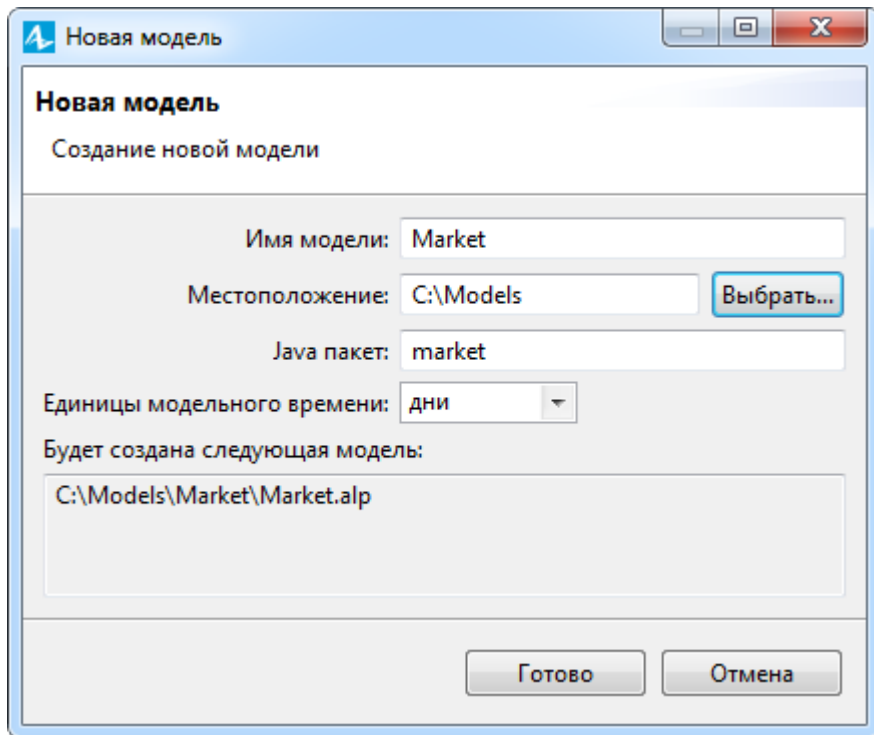 Новая модель
Новая модель
Создание новой модели
Имя модели: Market
Местоположение: C:\Models Выбрать...
Java пакет: market
Единицы модельного времени: дни
Будет создана следующая модель:
C:\Models\Market\Market.alp
Готово Отмена